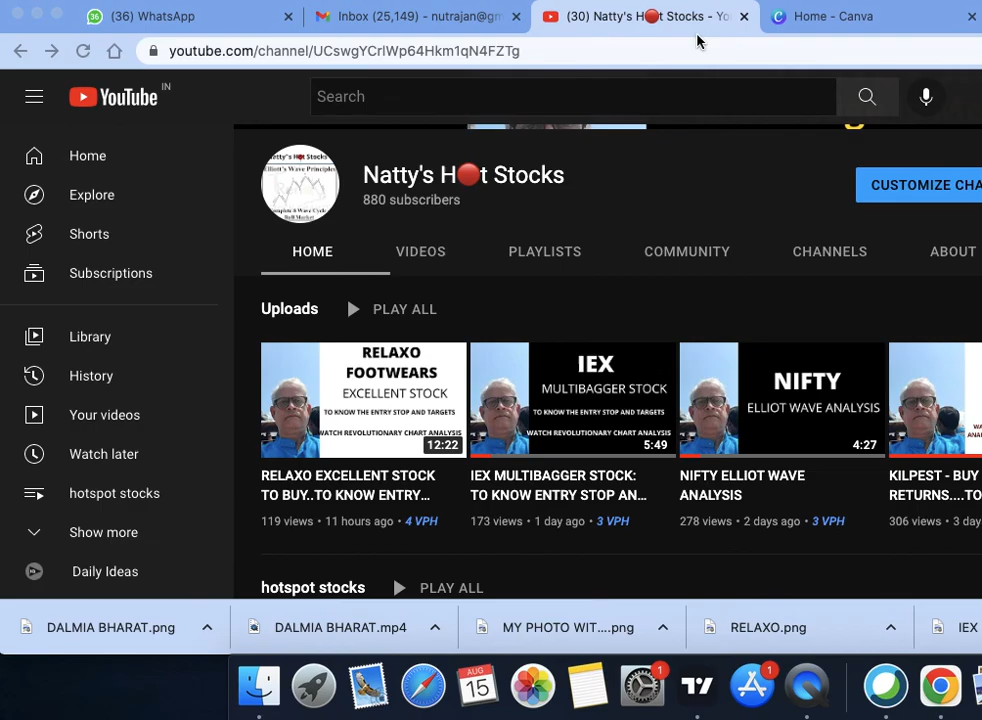 (36) WhatsApp
Inbox (25,149) - nutrajan@gm
(30) Natty's H🔴t Stocks - Yo
Home - Canva
youtube.com/channel/UCswgYCrlWp64Hkm1qN4FZTg
YouTube IN
Search
Home
Explore
Shorts
Subscriptions
Library
History
Your videos
Watch later
hotspot stocks
Show more
Daily Ideas
Natty's H🔴t Stocks
Elliott's Wave Principles
Natty's H🔴t Stocks
880 subscribers
CUSTOMIZE CHA
HOME
VIDEOS
PLAYLISTS
COMMUNITY
CHANNELS
ABOUT
Uploads
PLAY ALL
RELAXO
FOOTWEARS
EXCELLENT STOCK
TO KNOW THE ENTRY STOP AND TARGETS
WATCH REVOLUTIONARY CHART ANALYSIS
12:22
RELAXO EXCELLENT STOCK
TO BUY..TO KNOW ENTRY...
119 views • 11 hours ago • 4 VPH
IEX
MULTIBAGGER STOCK
TO KNOW THE ENTRY STOP AND TARGETS
WATCH REVOLUTIONARY CHART ANALYSIS
5:49
IEX MULTIBAGGER STOCK:
TO KNOW ENTRY STOP AN...
173 views • 1 day ago • 3 VPH
NIFTY
ELLIOT WAVE ANALYSIS
4:27
NIFTY ELLIOT WAVE
ANALYSIS
278 views • 2 days ago • 3 VPH
KILPEST - BUY
RETURNS....TO
306 views • 3 day
hotspot stocks
PLAY ALL
DALMIA BHARAT.png
DALMIA BHARAT.mp4
MY PHOTO WIT....png
RELAXO.png
IEX
AUG
15
1
1